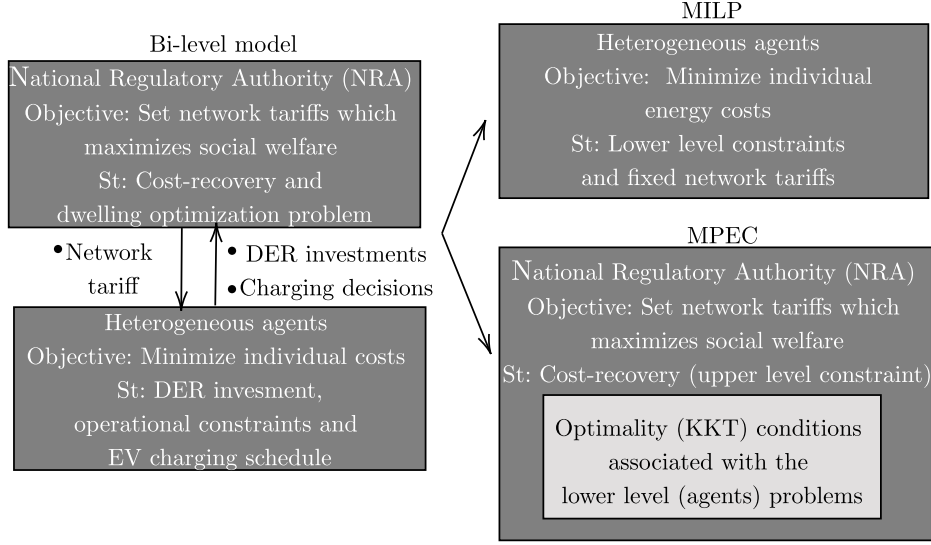 Bi-level model
National Regulatory Authority (NRA)
Objective: Set network tariffs which
maximizes social welfare
St: Cost-recovery and
dwelling optimization problem
•Network
tariff
• DER investments
•Charging decisions
Heterogeneous agents
Objective: Minimize individual costs
St: DER invesment,
operational constraints and
EV charging schedule
MILP
Heterogeneous agents
Objective: Minimize individual
energy costs
St: Lower level constraints
and fixed network tariffs
MPEC
National Regulatory Authority (NRA)
Objective: Set network tariffs which
maximizes social welfare
St: Cost-recovery (upper level constraint)
Optimality (KKT) conditions
associated with the
lower level (agents) problems